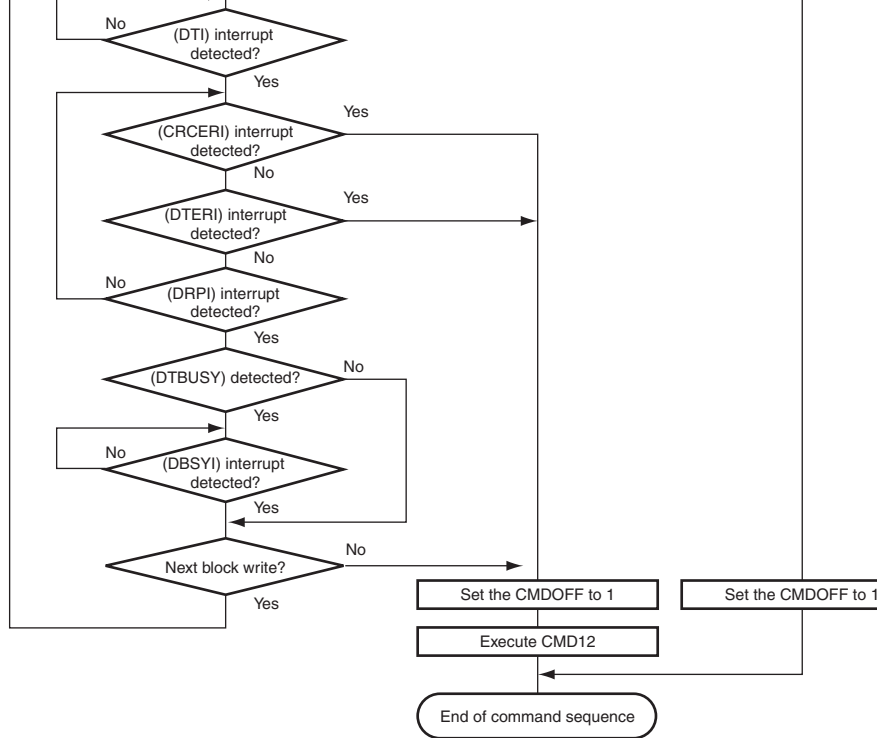 No
(DTI) interrupt
detected?
Yes
Yes
(CRCERI) interrupt
detected?
No
Yes
(DTERI) interrupt
detected?
No
No
(DRPI) interrupt
detected?
Yes
No
(DTBUSY) detected?
Yes
No
(DBSYI) interrupt
detected?
Yes
No
Next block write?
Yes
Set the CMDOFF to 1
Set the CMDOFF to 1
Execute CMD12
End of command sequence